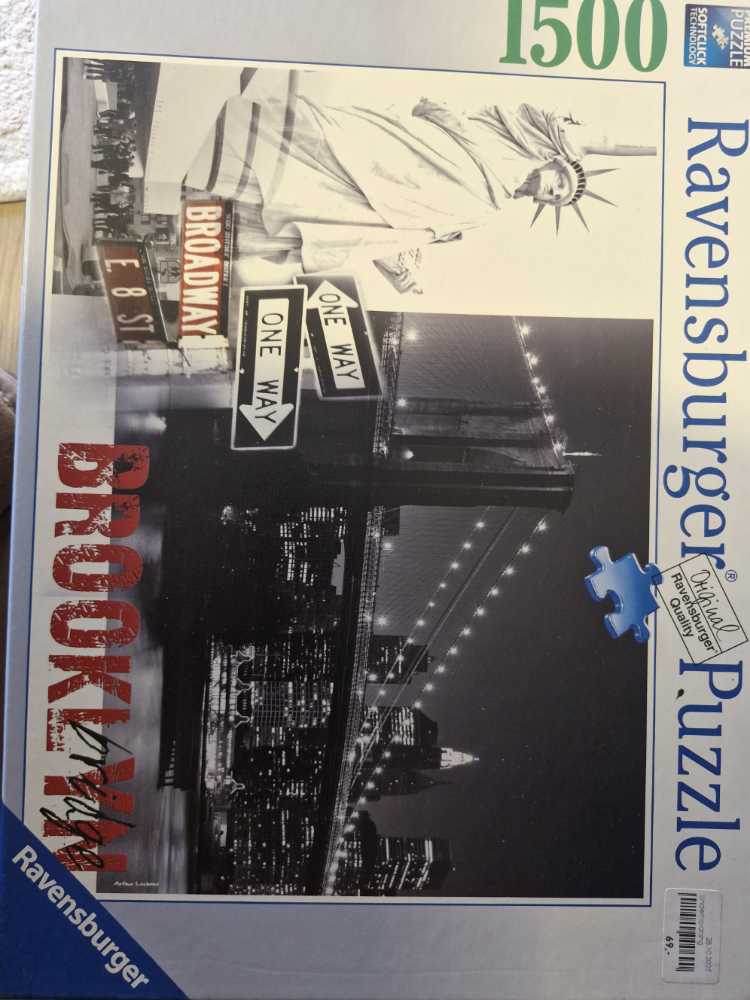 1500
PREMIUM
PUZZLE
SOFTCLICK
TECHNOLOGY
Ravensburger® Puzzle
Original
Ravensburger®
Quality
BROADWAY
E. 8 ST
ONE WAY
ONE WAY
BROOKLYN
bridge
Ravensburger
69.-